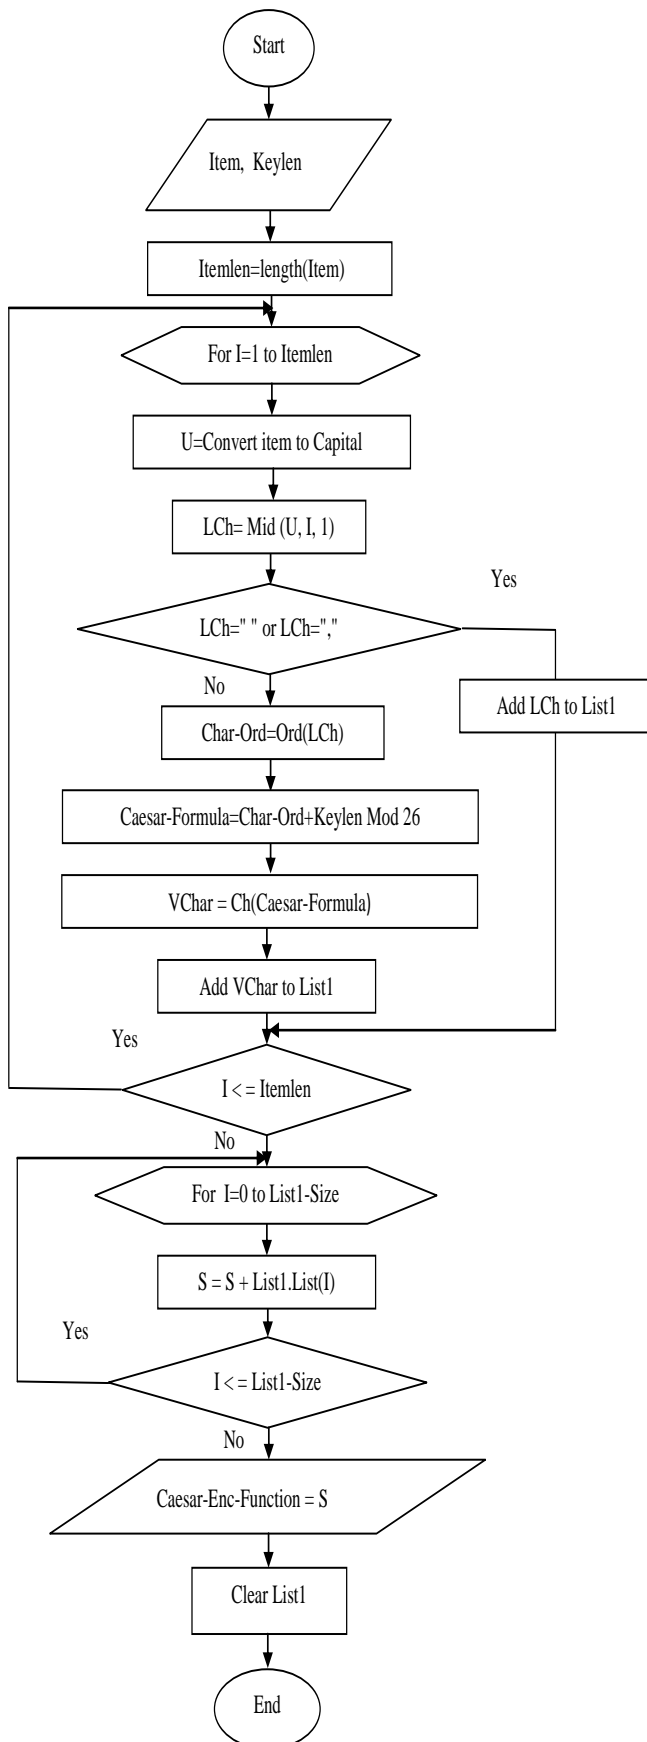 Start
Item, Keylen
Itemlen=length(Item)
For I=1 to Itemlen
U=Convert item to Capital
LCh= Mid (U, I, 1)
Yes
LCh=" " or LCh=","
No
Add LCh to List1
Char-Ord=Ord(LCh)
Caesar-Formula=Char-Ord+Keylen Mod 26
VChar = Ch(Caesar-Formula)
Add VChar to List1
Yes
I < = Itemlen
No
For I=0 to List1-Size
S = S + List1.List(I)
Yes
I < = List1-Size
No
Caesar-Enc-Function = S
Clear List1
End